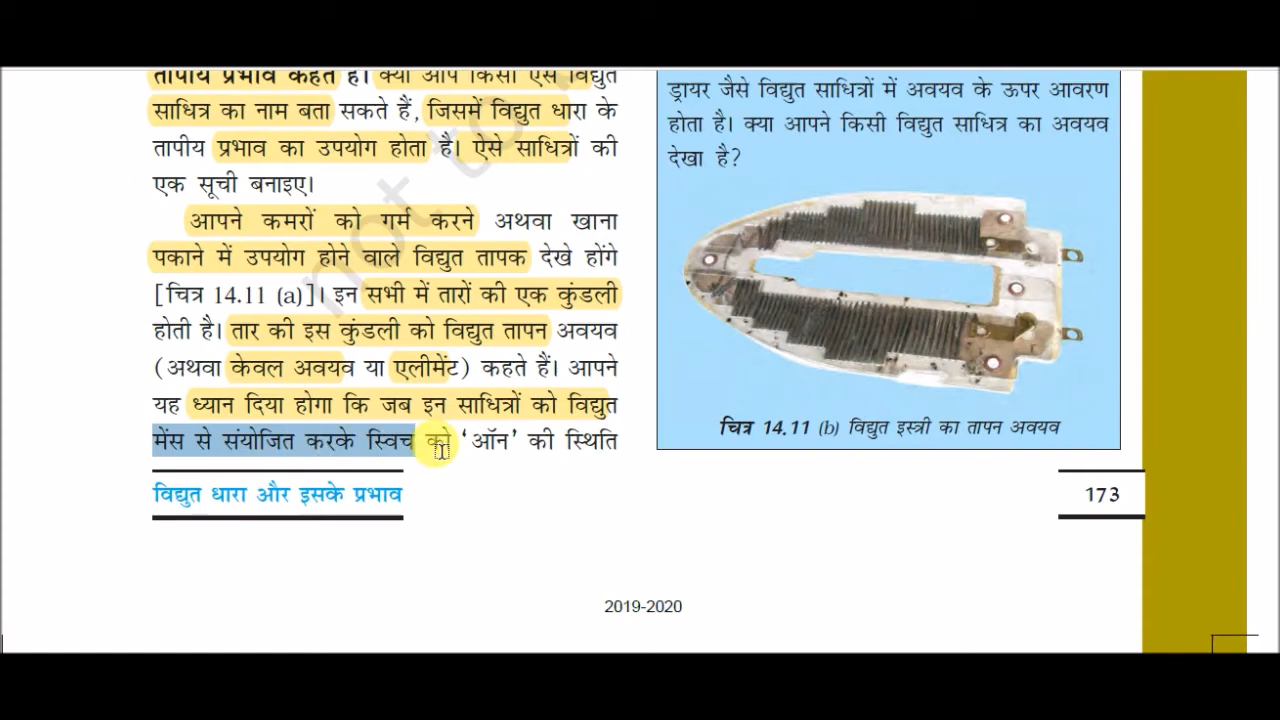 तापीय प्रभाव कहते हैं। क्या आप किसी ऐसे विद्युत
साधित्र का नाम बता सकते हैं, जिसमें विद्युत धारा के
तापीय प्रभाव का उपयोग होता है। ऐसे साधित्रों की
एक सूची बनाइए।
आपने कमरों को गर्म करने अथवा खाना
पकाने में उपयोग होने वाले विद्युत तापक देखे होंगे
[चित्र 14.11 (a)]। इन सभी में तारों की एक कुंडली
होती है। तार की इस कुंडली को विद्युत तापन अवयव
(अथवा केवल अवयव या एलीमेंट) कहते हैं। आपने
यह ध्यान दिया होगा कि जब इन साधित्रों को विद्युत
मेंस से संयोजित करके स्विच को ‘ऑन’ की स्थिति
ड्रायर जैसे विद्युत साधित्रों में अवयव के ऊपर आवरण
होता है। क्या आपने किसी विद्युत साधित्र का अवयव
देखा है?
चित्र 14.11 (b) विद्युत इस्त्री का तापन अवयव
विद्युत धारा और इसके प्रभाव
173
2019-2020
not to